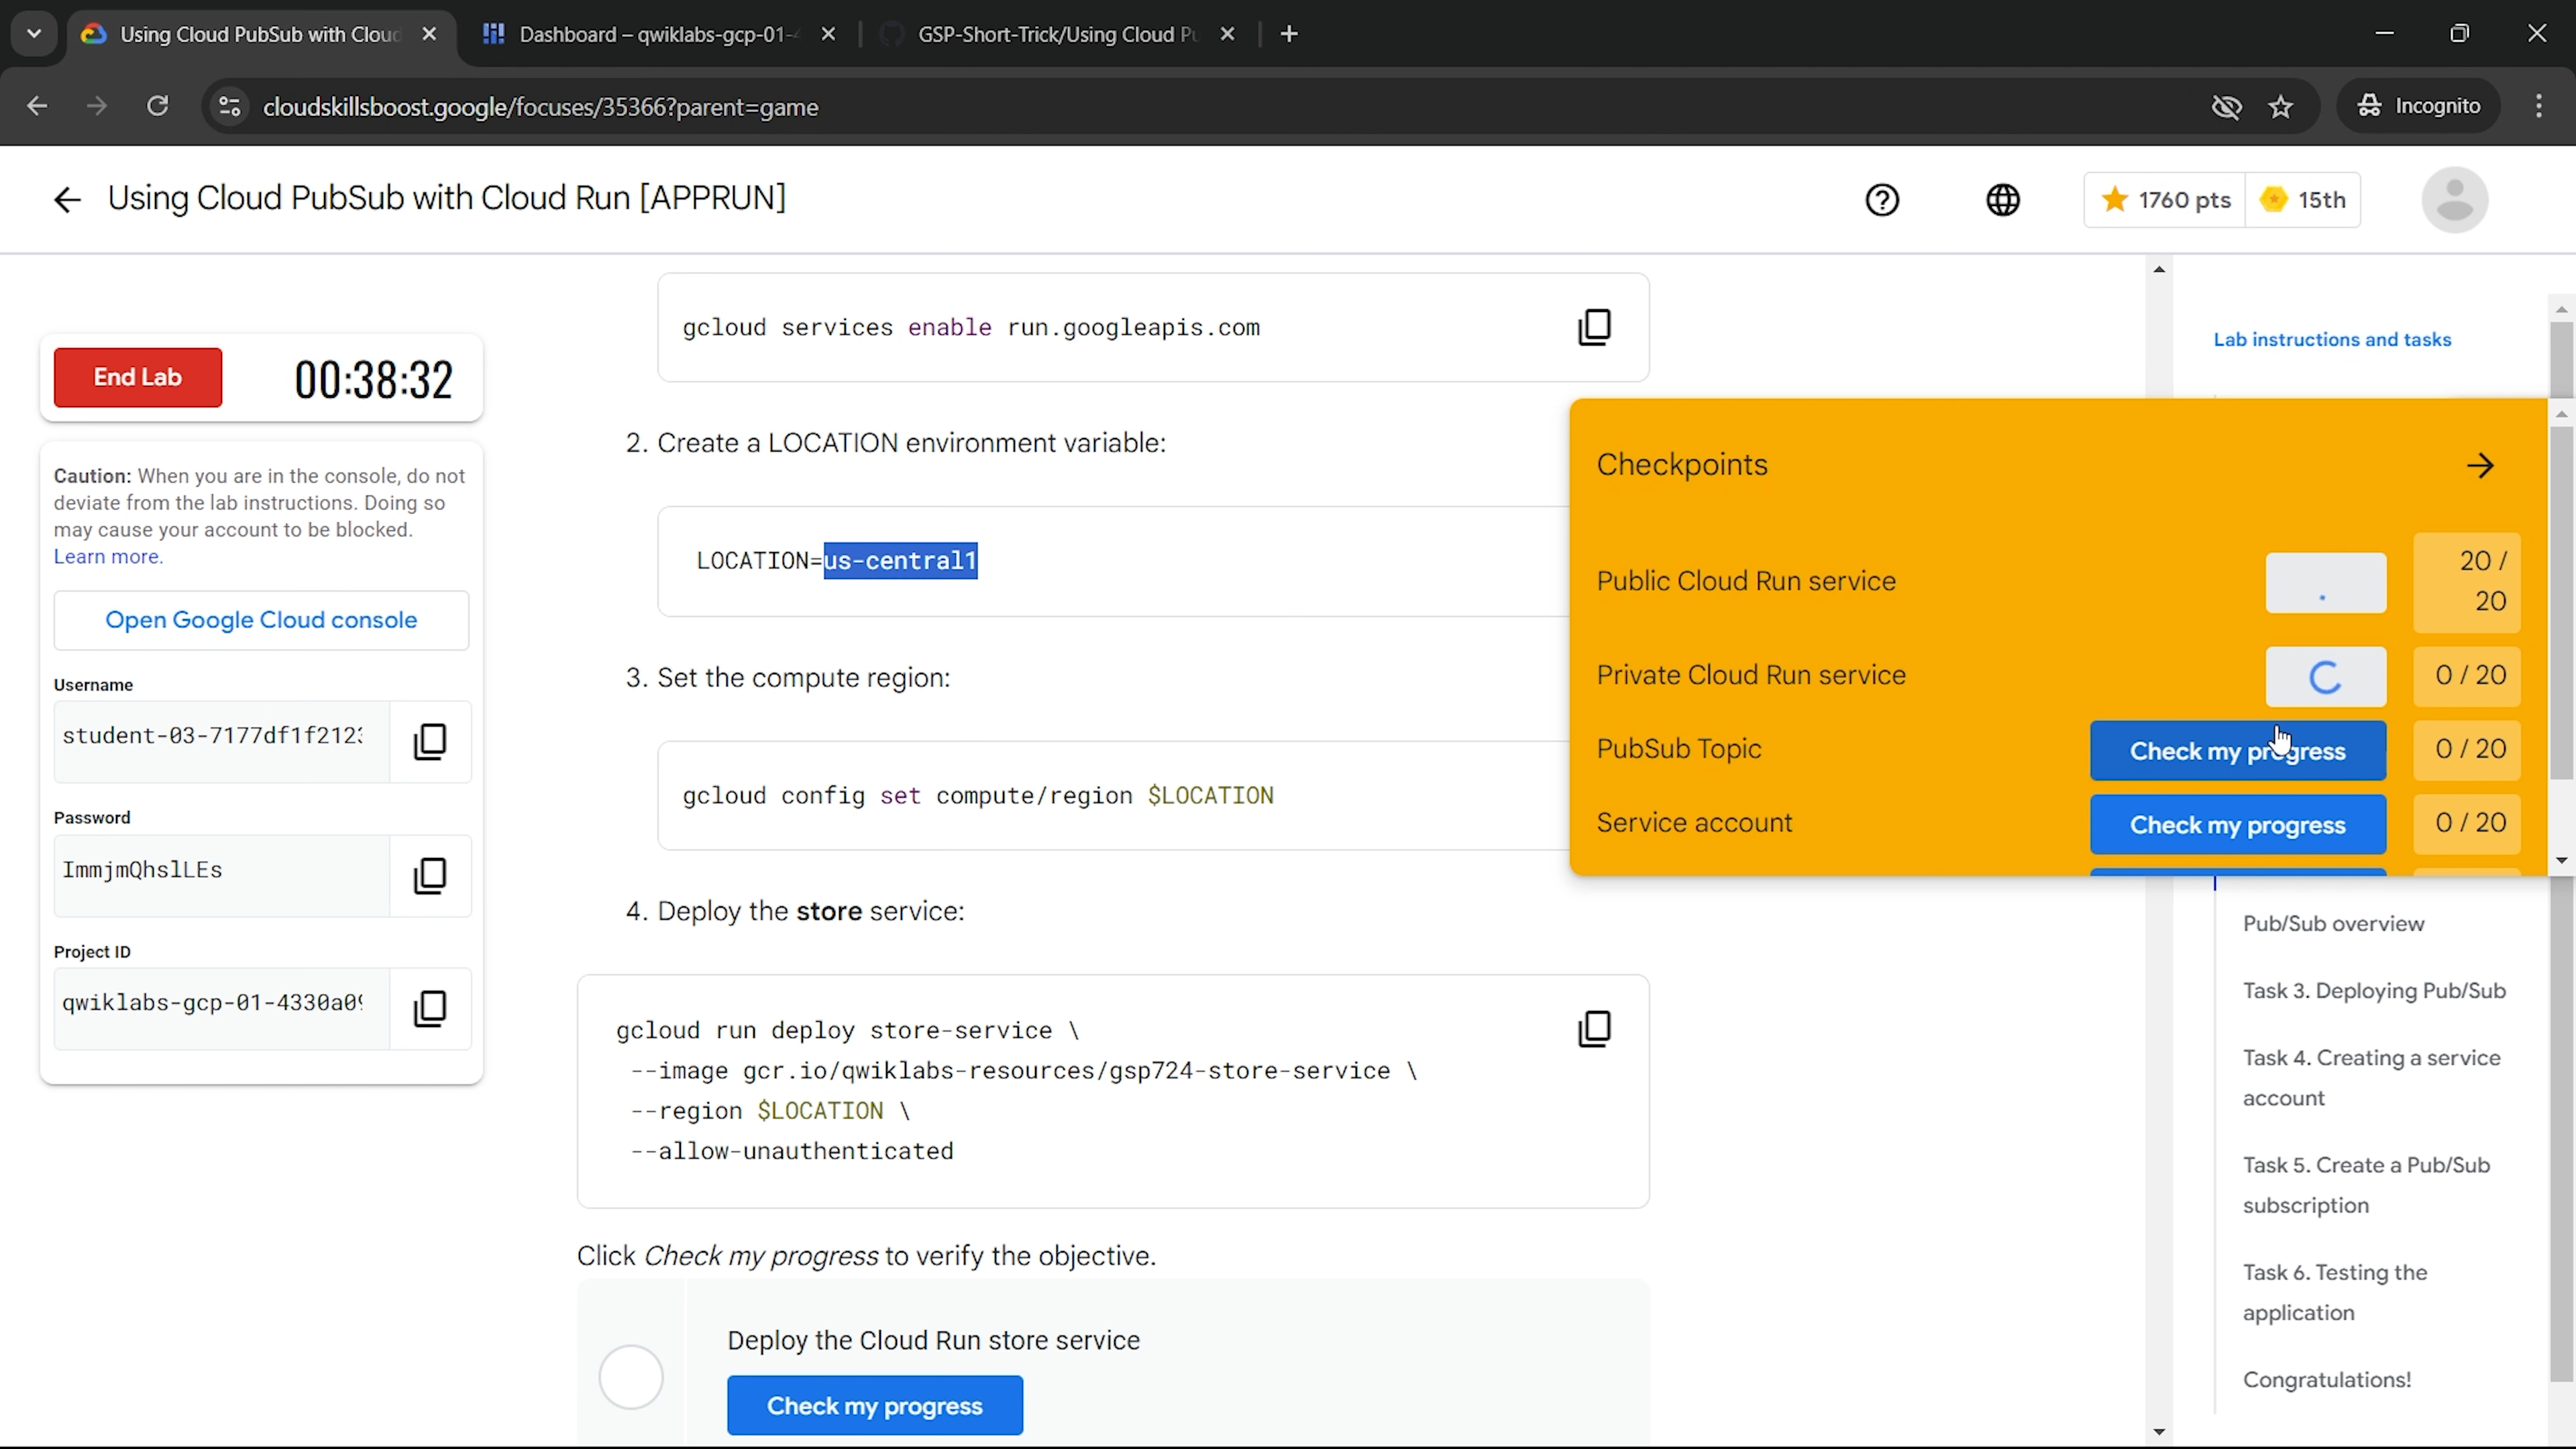 Using Cloud PubSub with Cloud
Dashboard – qwiklabs-gcp-01-
GSP-Short-Trick/Using Cloud Pu
cloudskillsboost.google/focuses/35366?parent=game
Incognito
Using Cloud PubSub with Cloud Run [APPRUN]
1760 pts
15th
End Lab
00:38:32
Caution: When you are in the console, do not
deviate from the lab instructions. Doing so
may cause your account to be blocked.
Learn more.
Open Google Cloud console
Username
student-03-7177df1f2123
Password
ImmjmQhslLEs
Project ID
qwiklabs-gcp-01-4330a09
gcloud services enable run.googleapis.com
2. Create a LOCATION environment variable:
LOCATION=us-central1
3. Set the compute region:
gcloud config set compute/region $LOCATION
4. Deploy the store service:
gcloud run deploy store-service \
--image gcr.io/qwiklabs-resources/gsp724-store-service \
--region $LOCATION \
--allow-unauthenticated
Click Check my progress to verify the objective.
Deploy the Cloud Run store service
Check my progress
Lab instructions and tasks
Checkpoints
Public Cloud Run service
20 /
20
Private Cloud Run service
0 / 20
PubSub Topic
Check my progress
0 / 20
Service account
Check my progress
0 / 20
Pub/Sub overview
Task 3. Deploying Pub/Sub
Task 4. Creating a service
account
Task 5. Create a Pub/Sub
subscription
Task 6. Testing the
application
Congratulations!